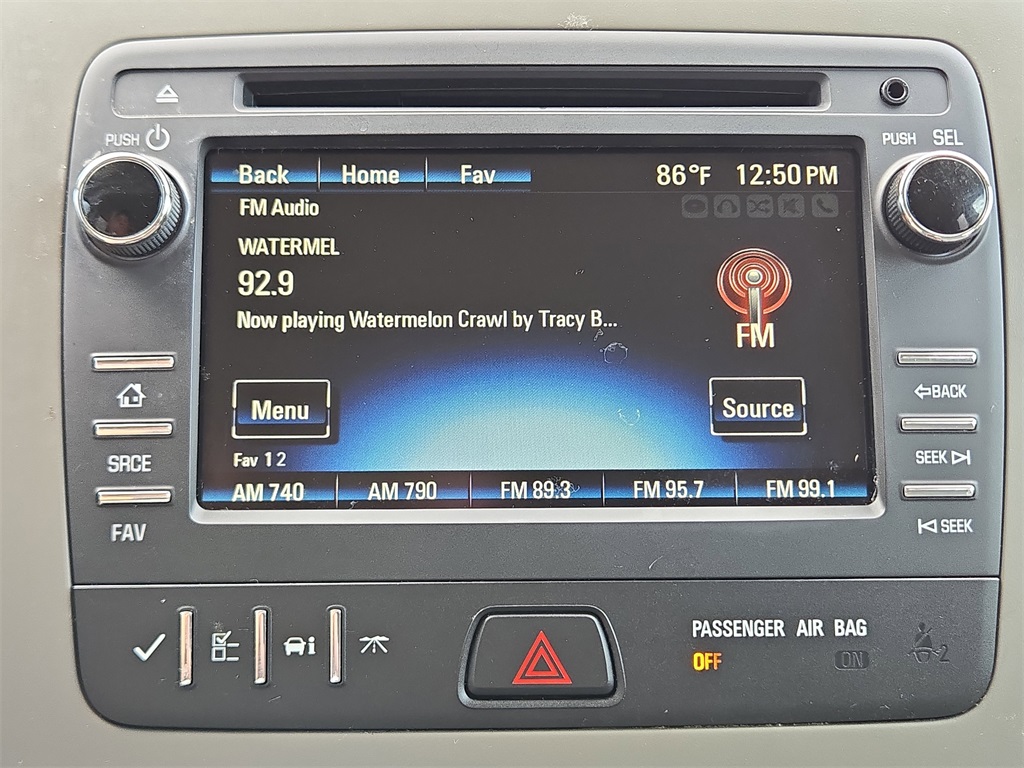 PUSH
PUSH SEL
Back Home Fav 86°F 12:50 PM
FM Audio
WATERMEL
92.9
Now playing Watermelon Crawl by Tracy B...
FM
Menu
Source
Fav 1 2
AM 740 AM 790 FM 89.3 FM 95.7 FM 99.1
SRCE
FAV
BACK
SEEK
SEEK
PASSENGER AIR BAG
OFF ON
2